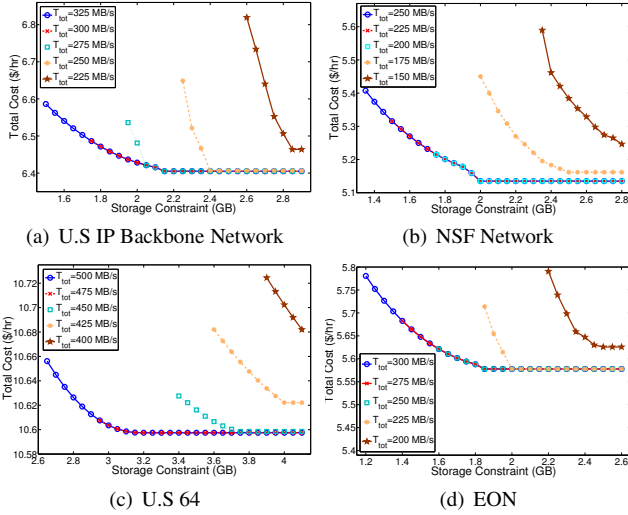 T_tot=325 MB/s
T_tot=300 MB/s
T_tot=275 MB/s
T_tot=250 MB/s
T_tot=225 MB/s
Total Cost ($/hr)
6.8
6.6
6.4
1.6 1.8 2 2.2 2.4 2.6 2.8
Storage Constraint (GB)
(a) U.S IP Backbone Network
T_tot=250 MB/s
T_tot=225 MB/s
T_tot=200 MB/s
T_tot=175 MB/s
T_tot=150 MB/s
Total Cost ($/hr)
5.6
5.5
5.4
5.3
5.2
5.1
1.4 1.6 1.8 2 2.2 2.4 2.6 2.8
Storage Constraint (GB)
(b) NSF Network
T_tot=500 MB/s
T_tot=475 MB/s
T_tot=450 MB/s
T_tot=425 MB/s
T_tot=400 MB/s
Total Cost ($/hr)
10.72
10.7
10.68
10.66
10.64
10.62
10.6
10.58
2.6 2.8 3 3.2 3.4 3.6 3.8 4
Storage Constraint (GB)
(c) U.S 64
T_tot=300 MB/s
T_tot=275 MB/s
T_tot=250 MB/s
T_tot=225 MB/s
T_tot=200 MB/s
Total Cost ($/hr)
5.8
5.75
5.7
5.65
5.6
5.55
5.5
5.45
5.4
1.2 1.4 1.6 1.8 2 2.2 2.4 2.6
Storage Constraint (GB)
(d) EON